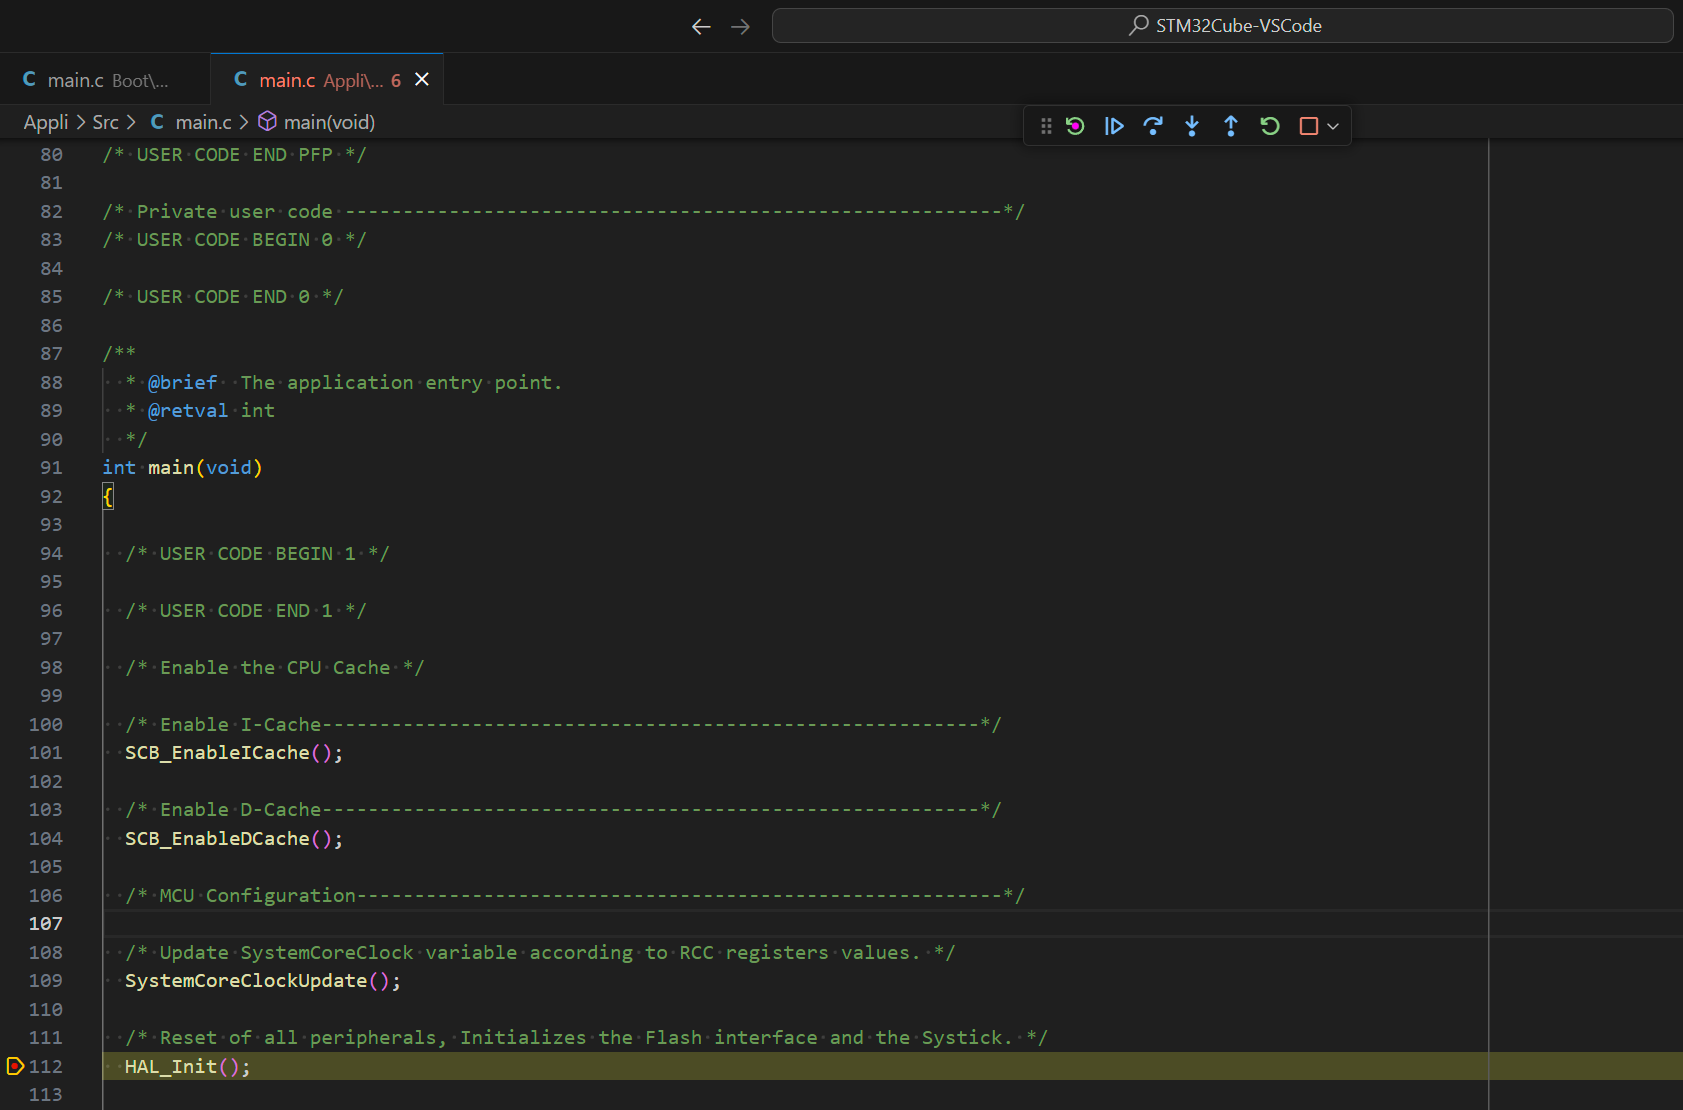 STM32Cube-VSCode
main.c Boot\...
main.c Appli\... 6
Appli > Src > C main.c > main(void)
80 /* USER CODE END PFP */
81
82 /* Private user code ---------------------------------------------------------*/
83 /* USER CODE BEGIN 0 */
84
85 /* USER CODE END 0 */
86
87 /**
88 * @brief The application entry point.
89 * @retval int
90 */
91 int main(void)
92 {
93
94 /* USER CODE BEGIN 1 */
95
96 /* USER CODE END 1 */
97
98 /* Enable the CPU Cache */
99
100 /* Enable I-Cache---------------------------------------------------------*/
101 SCB_EnableICache();
102
103 /* Enable D-Cache---------------------------------------------------------*/
104 SCB_EnableDCache();
105
106 /* MCU Configuration--------------------------------------------------------*/
107
108 /* Update SystemCoreClock variable according to RCC registers values. */
109 SystemCoreClockUpdate();
110
111 /* Reset of all peripherals, Initializes the Flash interface and the Systick. */
112 HAL_Init();
113